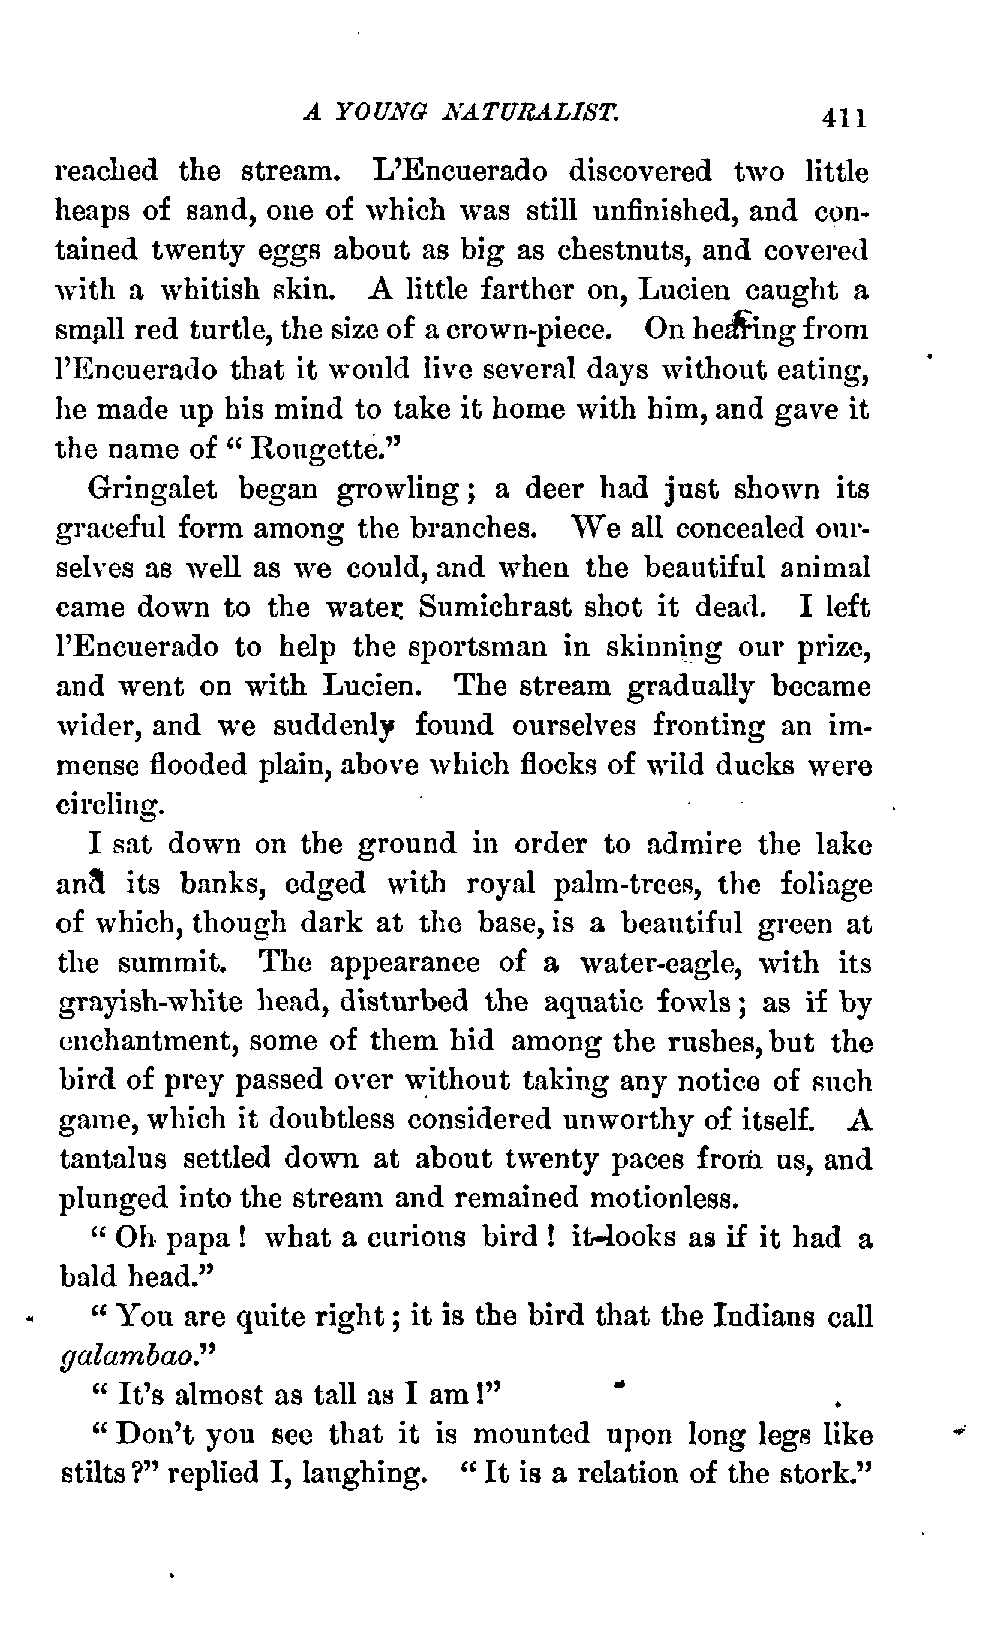 A YOUNG NATURALIST. 411
reached the stream. L'Encuerado discovered two little
heaps of sand, one of which was still unfinished, and con-
tained twenty eggs about as big as chestnuts, and covered
with a whitish skin. A little farther on, Lucien caught a
small red turtle, the size of a crown-piece. On hearing from
l'Encuerado that it would live several days without eating,
he made up his mind to take it home with him, and gave it
the name of "Rougette."
Gringalet began growling; a deer had just shown its
graceful form among the branches. We all concealed our-
selves as well as we could, and when the beautiful animal
came down to the water Sumichrast shot it dead. I left
l'Encuerado to help the sportsman in skinning our prize,
and went on with Lucien. The stream gradually became
wider, and we suddenly found ourselves fronting an im-
mense flooded plain, above which flocks of wild ducks were
circling.
I sat down on the ground in order to admire the lake
and its banks, edged with royal palm-trees, the foliage
of which, though dark at the base, is a beautiful green at
the summit. The appearance of a water-eagle, with its
grayish-white head, disturbed the aquatic fowls; as if by
enchantment, some of them hid among the rushes, but the
bird of prey passed over without taking any notice of such
game, which it doubtless considered unworthy of itself. A
tantalus settled down at about twenty paces from us, and
plunged into the stream and remained motionless.
"Oh papa! what a curious bird! it looks as if it had a
bald head."
"You are quite right; it is the bird that the Indians call
galambao."
"It's almost as tall as I am!"
"Don't you see that it is mounted upon long legs like
stilts?" replied I, laughing. "It is a relation of the stork."